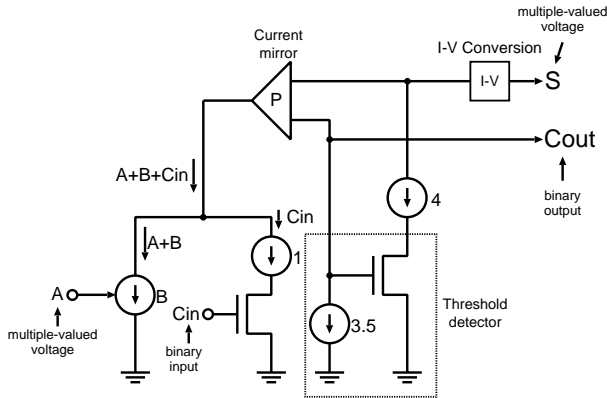 multiple-valued
voltage
Current
mirror
I-V Conversion
P
I-V
S
Cout
A+B+Cin
binary
output
4
Cin
A+B
1
A
B
multiple-valued
voltage
Cin
binary
input
3.5
Threshold
detector